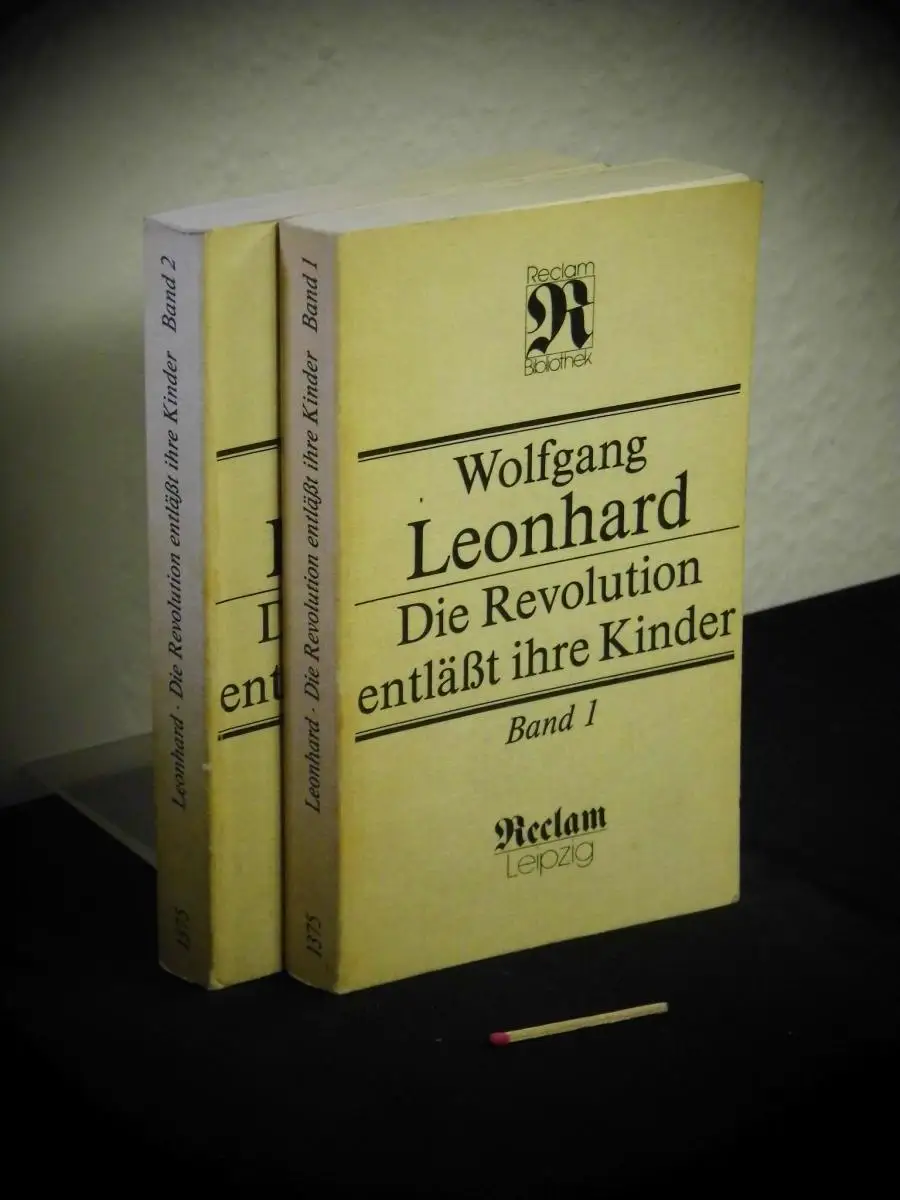 Leonhard · Die Revolution entläßt ihre Kinder Band 2
1375
Leonhard · Die Revolution entläßt ihre Kinder Band 1
1375
Reclam
R
Bibliothek
Wolfgang
Leonhard
Die Revolution
entläßt ihre Kinder
Band 1
Reclam
Leipzig
D
ent